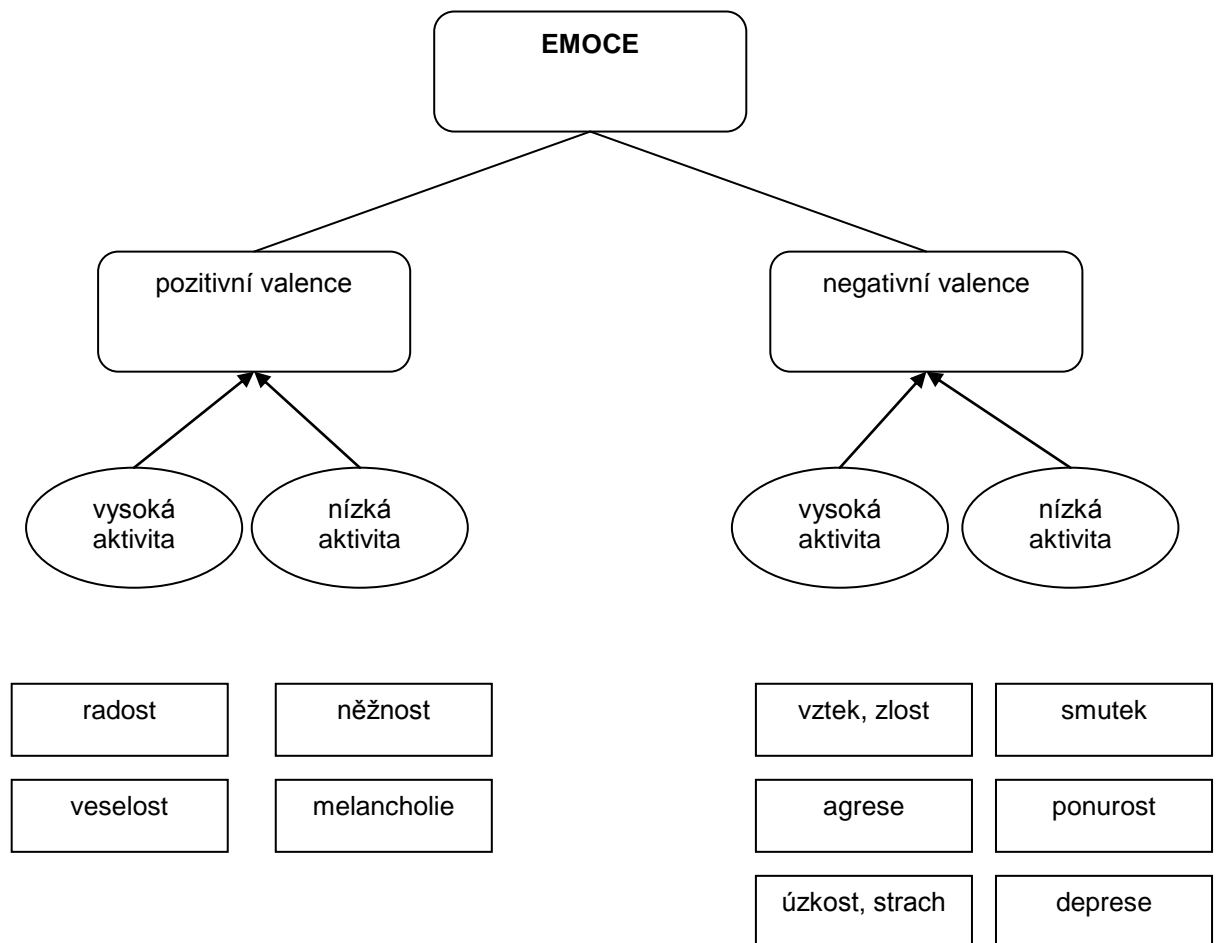 EMOCE
pozitivní valence
negativní valence
vysoká
aktivita
nízká
aktivita
vysoká
aktivita
nízká
aktivita
radost
něžnost
vztek, zlost
smutek
veselost
melancholie
agrese
ponurost
úzkost, strach
deprese